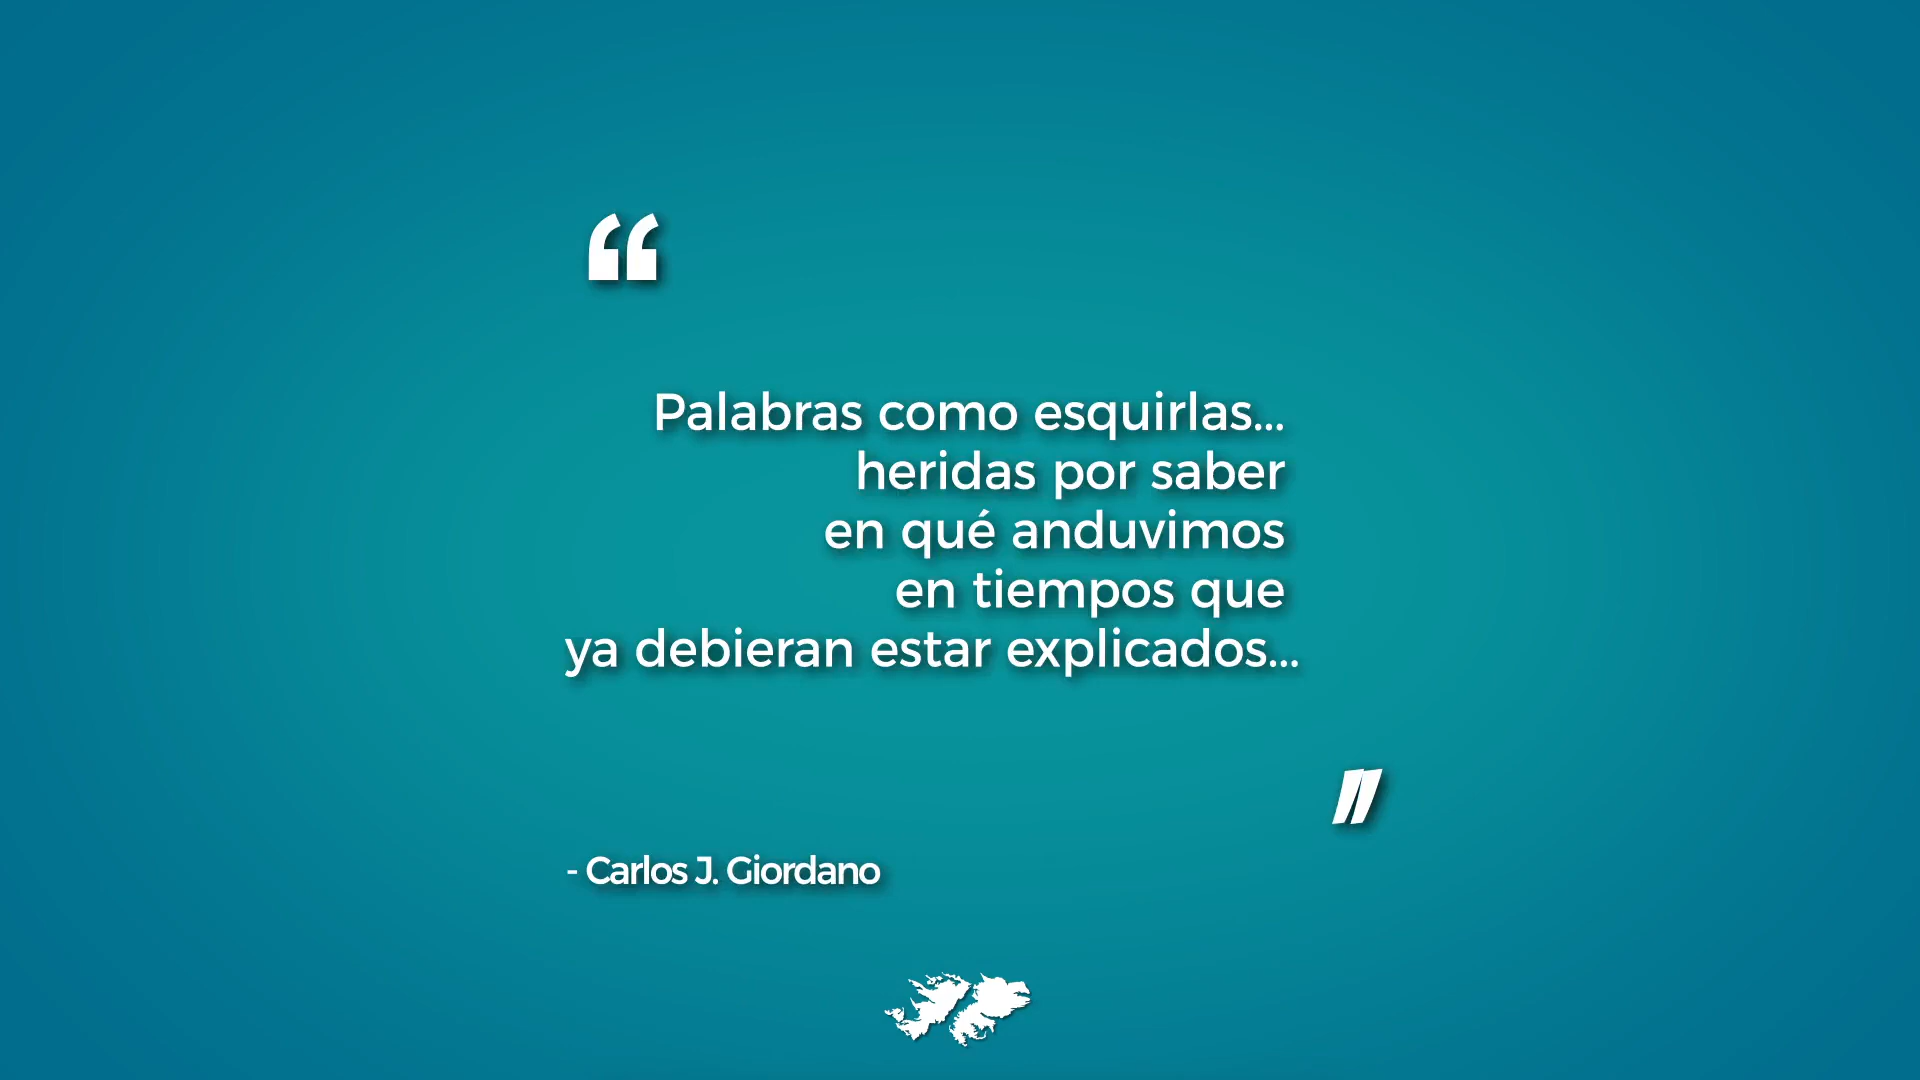 “
Palabras como esquirlas...
heridas por saber
en qué anduvimos
en tiempos que
ya debieran estar explicados...
”
- Carlos J. Giordano